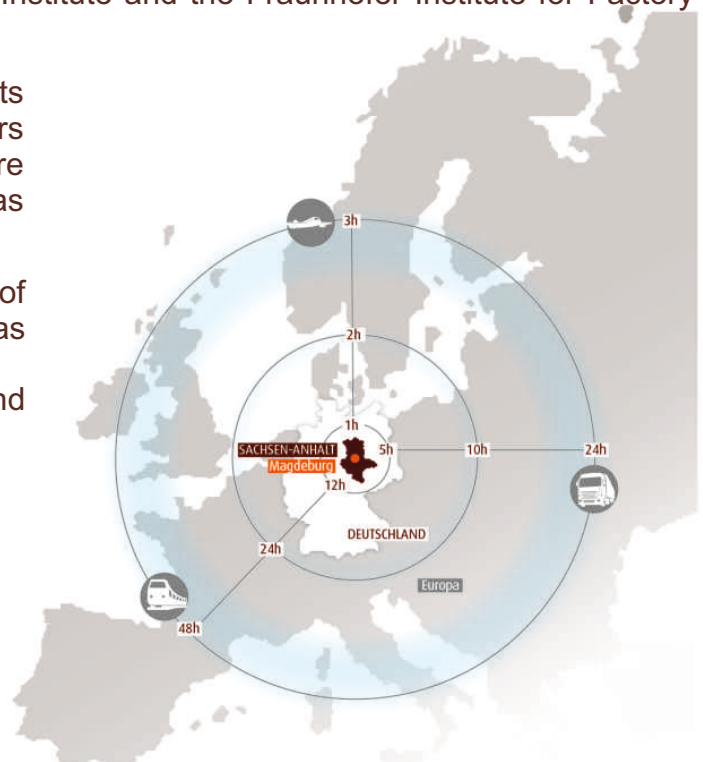 Institute and the Fraunhofer Institute for Factory
ts
rs
re
as
of
as
nd
3h
2h
1h
SACHSEN-ANHALT 5h 10h 24h
Magdeburg
12h
DEUTSCHLAND
24h
Europa
48h